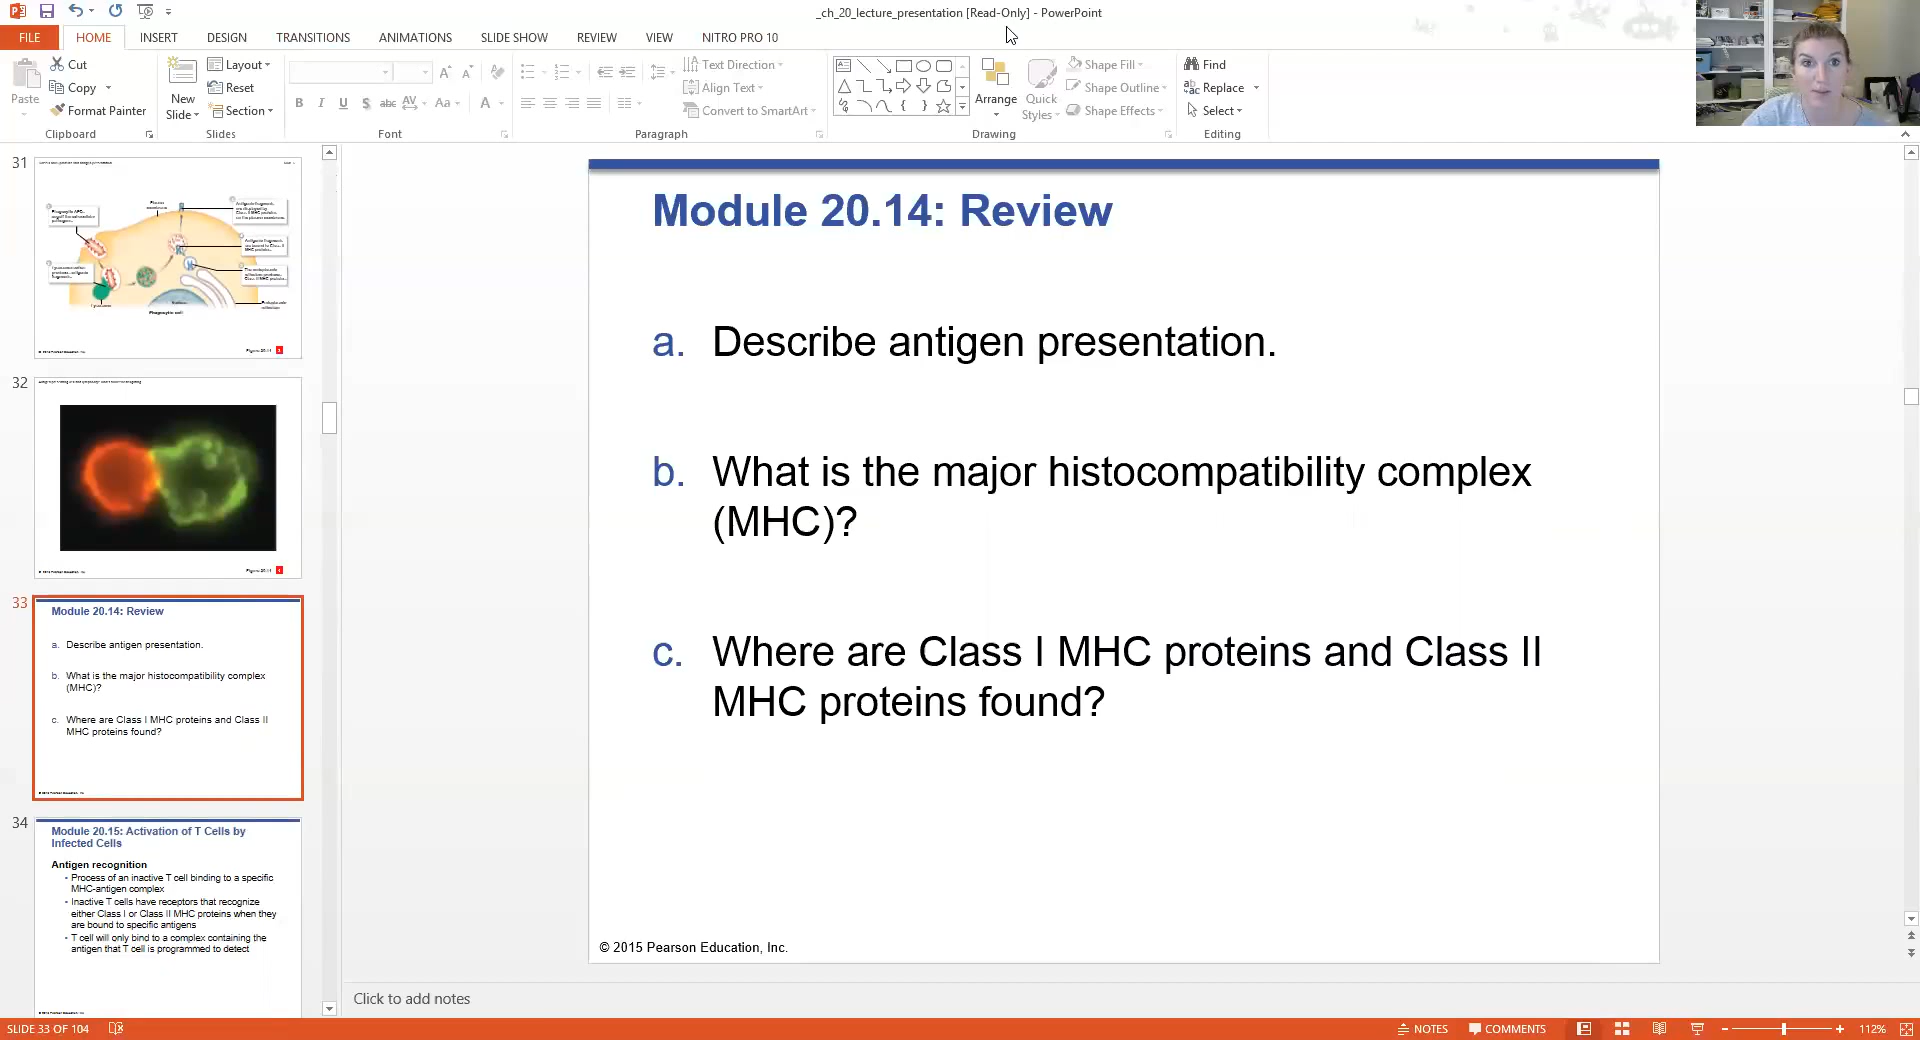 _ch_20_lecture_presentation [Read-Only] - PowerPoint
FILE HOME INSERT DESIGN TRANSITIONS ANIMATIONS SLIDE SHOW REVIEW VIEW NITRO PRO 10
Paste
Cut
Copy
Format Painter
Clipboard
New
Slide
Layout
Reset
Section
Slides
B I U S abc AV Aa A
Font
Text Direction
Align Text
Convert to SmartArt
Paragraph
Arrange
Quick
Styles
Shape Fill
Shape Outline
Shape Effects
Drawing
Find
Replace
Select
Editing
31
Phagocytic cell
32
33
Module 20.14: Review
a. Describe antigen presentation.
b. What is the major histocompatibility complex
(MHC)?
c. Where are Class I MHC proteins and Class II
MHC proteins found?
34
Module 20.15: Activation of T Cells by
Infected Cells
Antigen recognition
• Process of an inactive T cell binding to a specific
MHC-antigen complex
• Inactive T cells have receptors that recognize
either Class I or Class II MHC proteins when they
are bound to specific antigens
• T cell will only bind to a complex containing the
antigen that T cell is programmed to detect
Module 20.14: Review
a. Describe antigen presentation.
b. What is the major histocompatibility complex
(MHC)?
c. Where are Class I MHC proteins and Class II
MHC proteins found?
© 2015 Pearson Education, Inc.
Click to add notes
SLIDE 33 OF 104
NOTES COMMENTS 112%